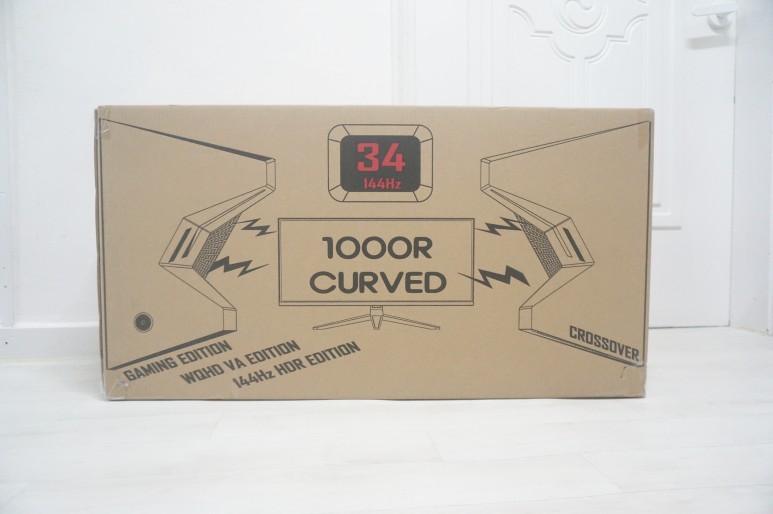 34
144Hz
1000R
CURVED
GAMING EDITION
WQHD VA EDITION
144Hz HDR EDITION
CROSSOVER